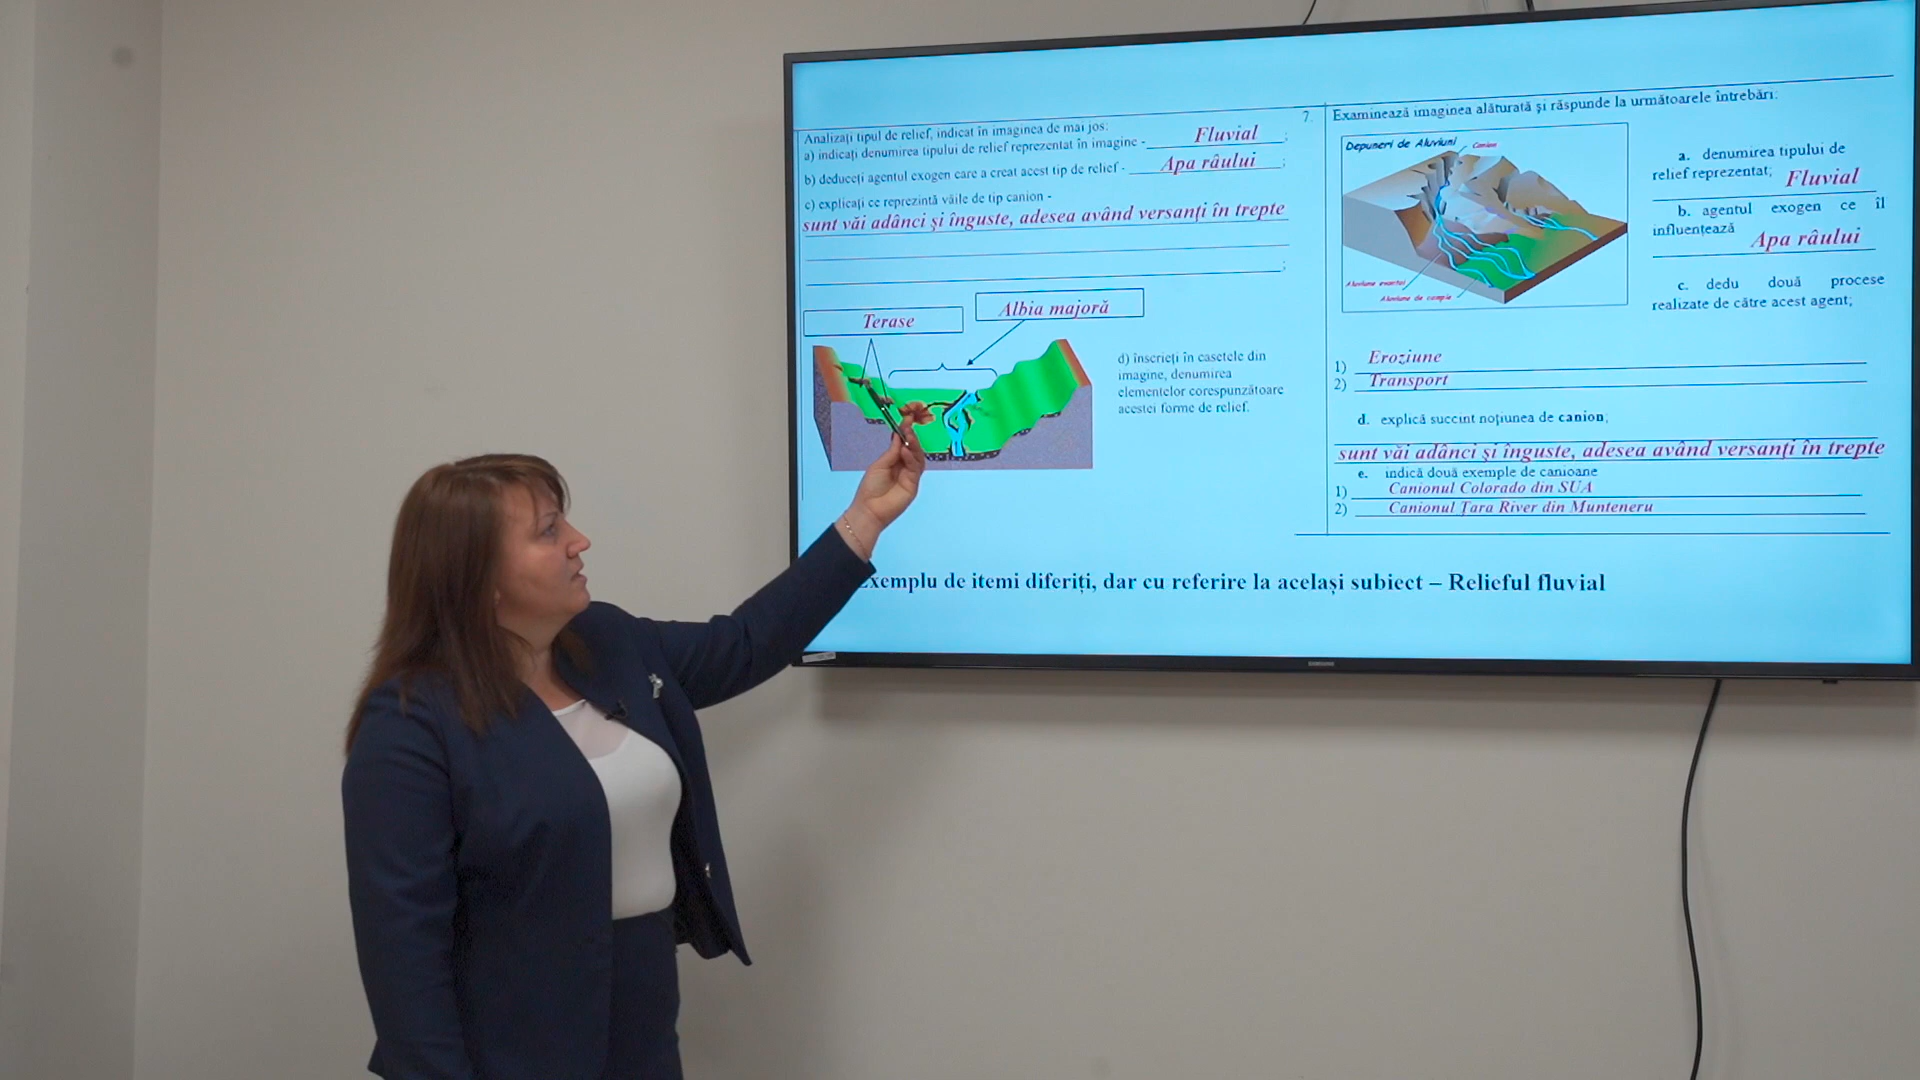 Analizați tipul de relief, indicat în imaginea de mai jos:
a) indicați denumirea tipului de relief reprezentat în imagine - Fluvial ;
b) deduceți agentul exogen care a creat acest tip de relief - Apa râului ;
c) explicați ce reprezintă văile de tip canion -
sunt văi adânci și înguste, adesea având versanți în trepte
;
Terase
Albia majoră
d) înscrieți în casetele din
imagine, denumirea
elementelor corespunzătoare
acestei forme de relief.
7. Examinează imaginea alăturată și răspunde la următoarele întrebări:
Depuneri de Aluviuni
Canion
Aluviune de campie
a. denumirea tipului de
relief reprezentat; Fluvial
b. agentul exogen ce îl
influențează Apa râului
c. dedu două procese
realizate de către acest agent;
1) Eroziune
2) Transport
d. explică succint noțiunea de canion;
sunt văi adânci și înguste, adesea având versanți în trepte
e. indică două exemple de canioane
1) Canionul Colorado din SUA
2) Canionul Țara River din Munteneru
xemplu de itemi diferiți, dar cu referire la același subiect – Relieful fluvial
SAMSUNG